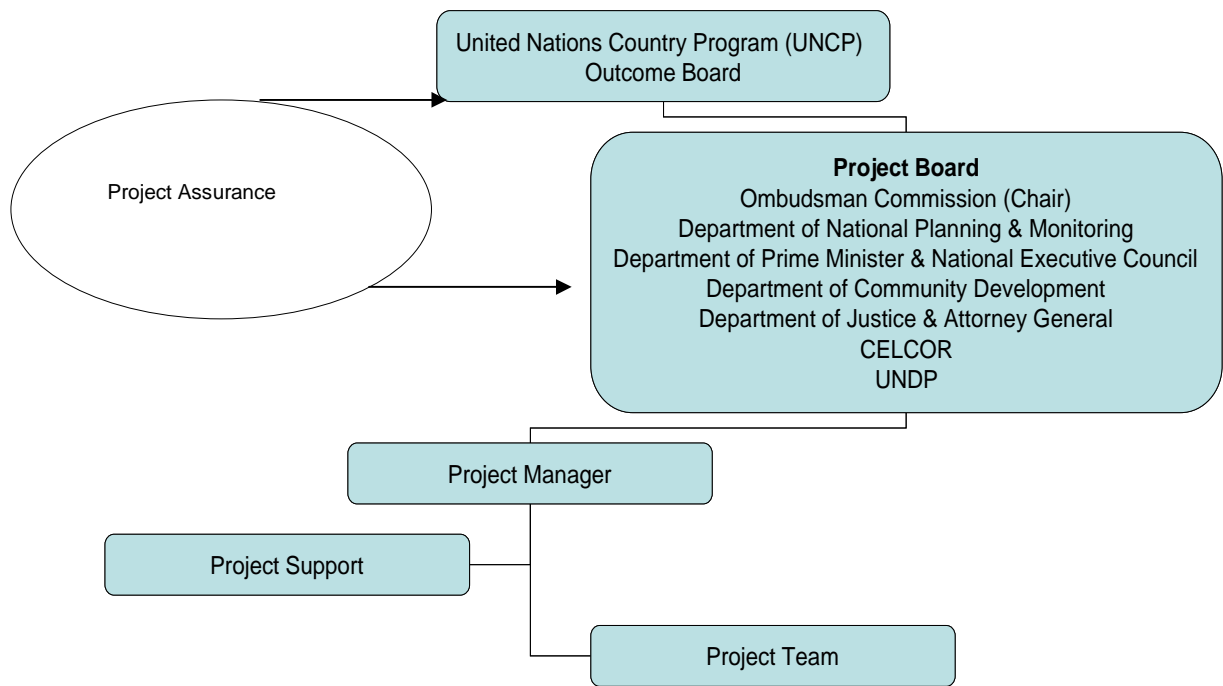 United Nations Country Program (UNCP)
Outcome Board
Project Assurance
Project Board
Ombudsman Commission (Chair)
Department of National Planning & Monitoring
Department of Prime Minister & National Executive Council
Department of Community Development
Department of Justice & Attorney General
CELCOR
UNDP
Project Manager
Project Support
Project Team